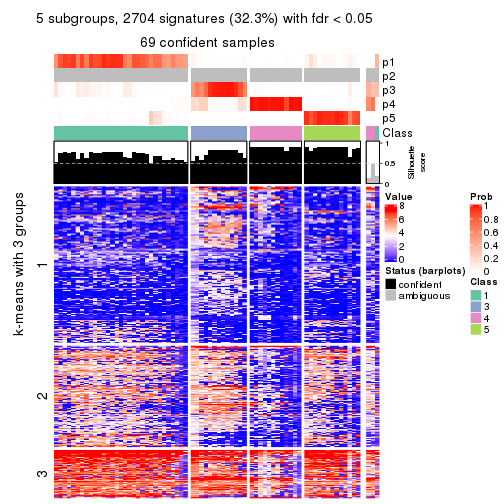 5 subgroups, 2704 signatures (32.3%) with fdr < 0.05
69 confident samples
p1
p2
p3
p4
p5
Class
1
0.5
0
Silhouette
score
k-means with 3 groups
1
2
3
Value
8
6
4
2
0
Status (barplots)
confident
ambiguous
Prob
1
0.8
0.6
0.4
0.2
0
Class
1
3
4
5